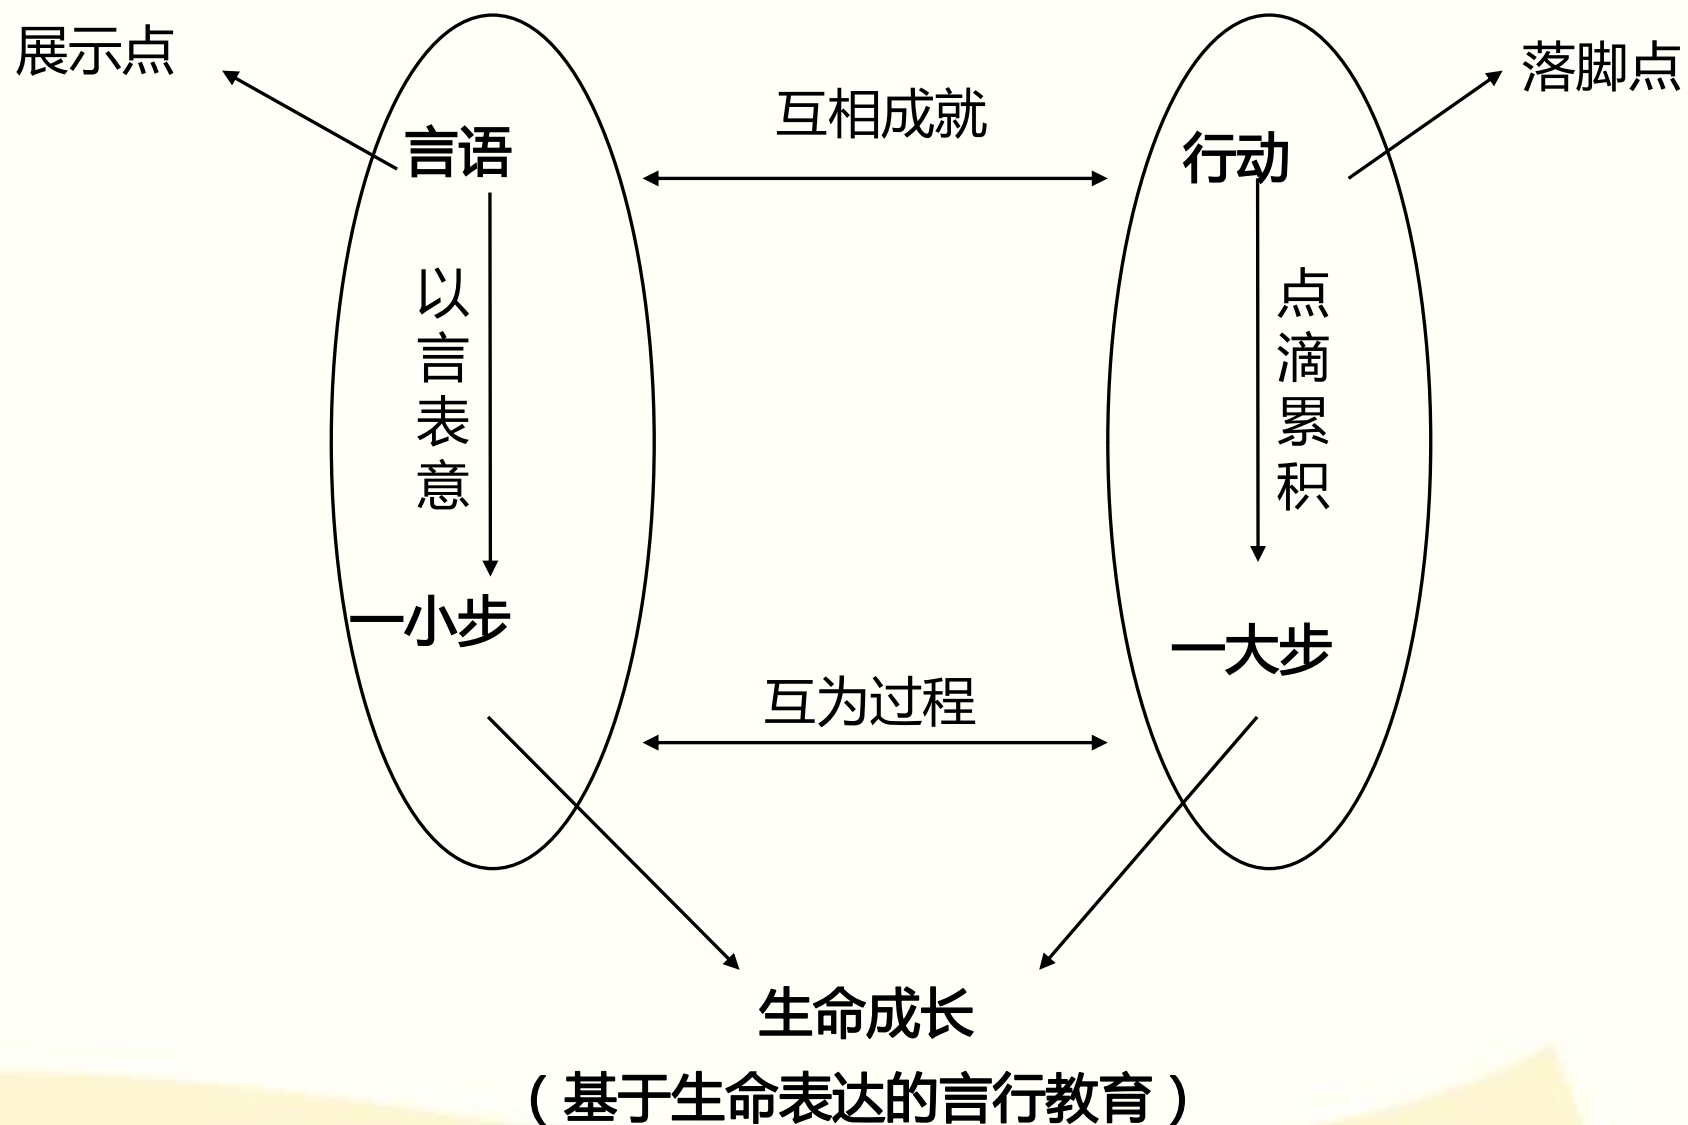 展示点
落脚点
互相成就
言语
行动
以言表意
点滴累积
一小步
一大步
互为过程
生命成长
（基于生命表达的言行教育）